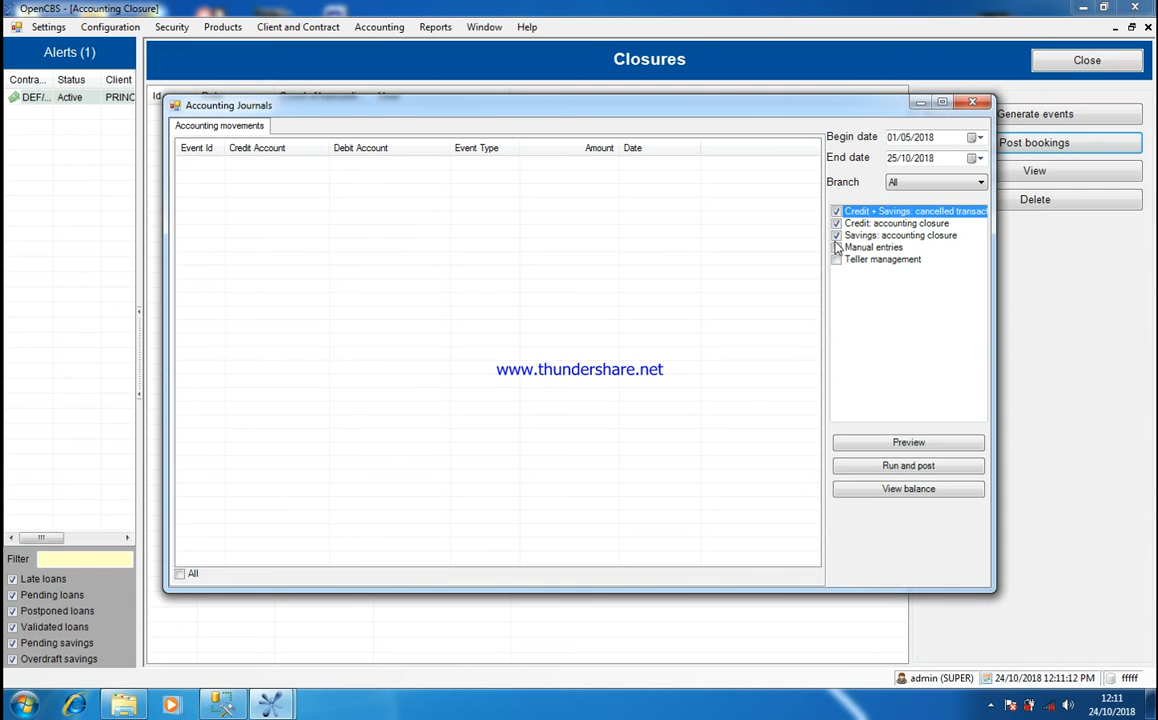 OpenCBS - [Accounting Closure]
Settings Configuration Security Products Client and Contract Accounting Reports Window Help
Alerts (1)
Closures
Close
Contra... Status Client
DEF/... Active PRINC
Id
Generate events
Post bookings
View
Delete
Accounting Journals
Accounting movements
Event Id Credit Account Debit Account Event Type Amount Date
Begin date 01/05/2018
End date 25/10/2018
Branch All
Credit + Savings: cancelled transact
Credit: accounting closure
Savings: accounting closure
Manual entries
Teller management
www.thundershare.net
Preview
Run and post
View balance
All
Filter
Late loans
Pending loans
Postponed loans
Validated loans
Pending savings
Overdraft savings
admin (SUPER) 24/10/2018 12:11:12 PM fffff
12:11
24/10/2018